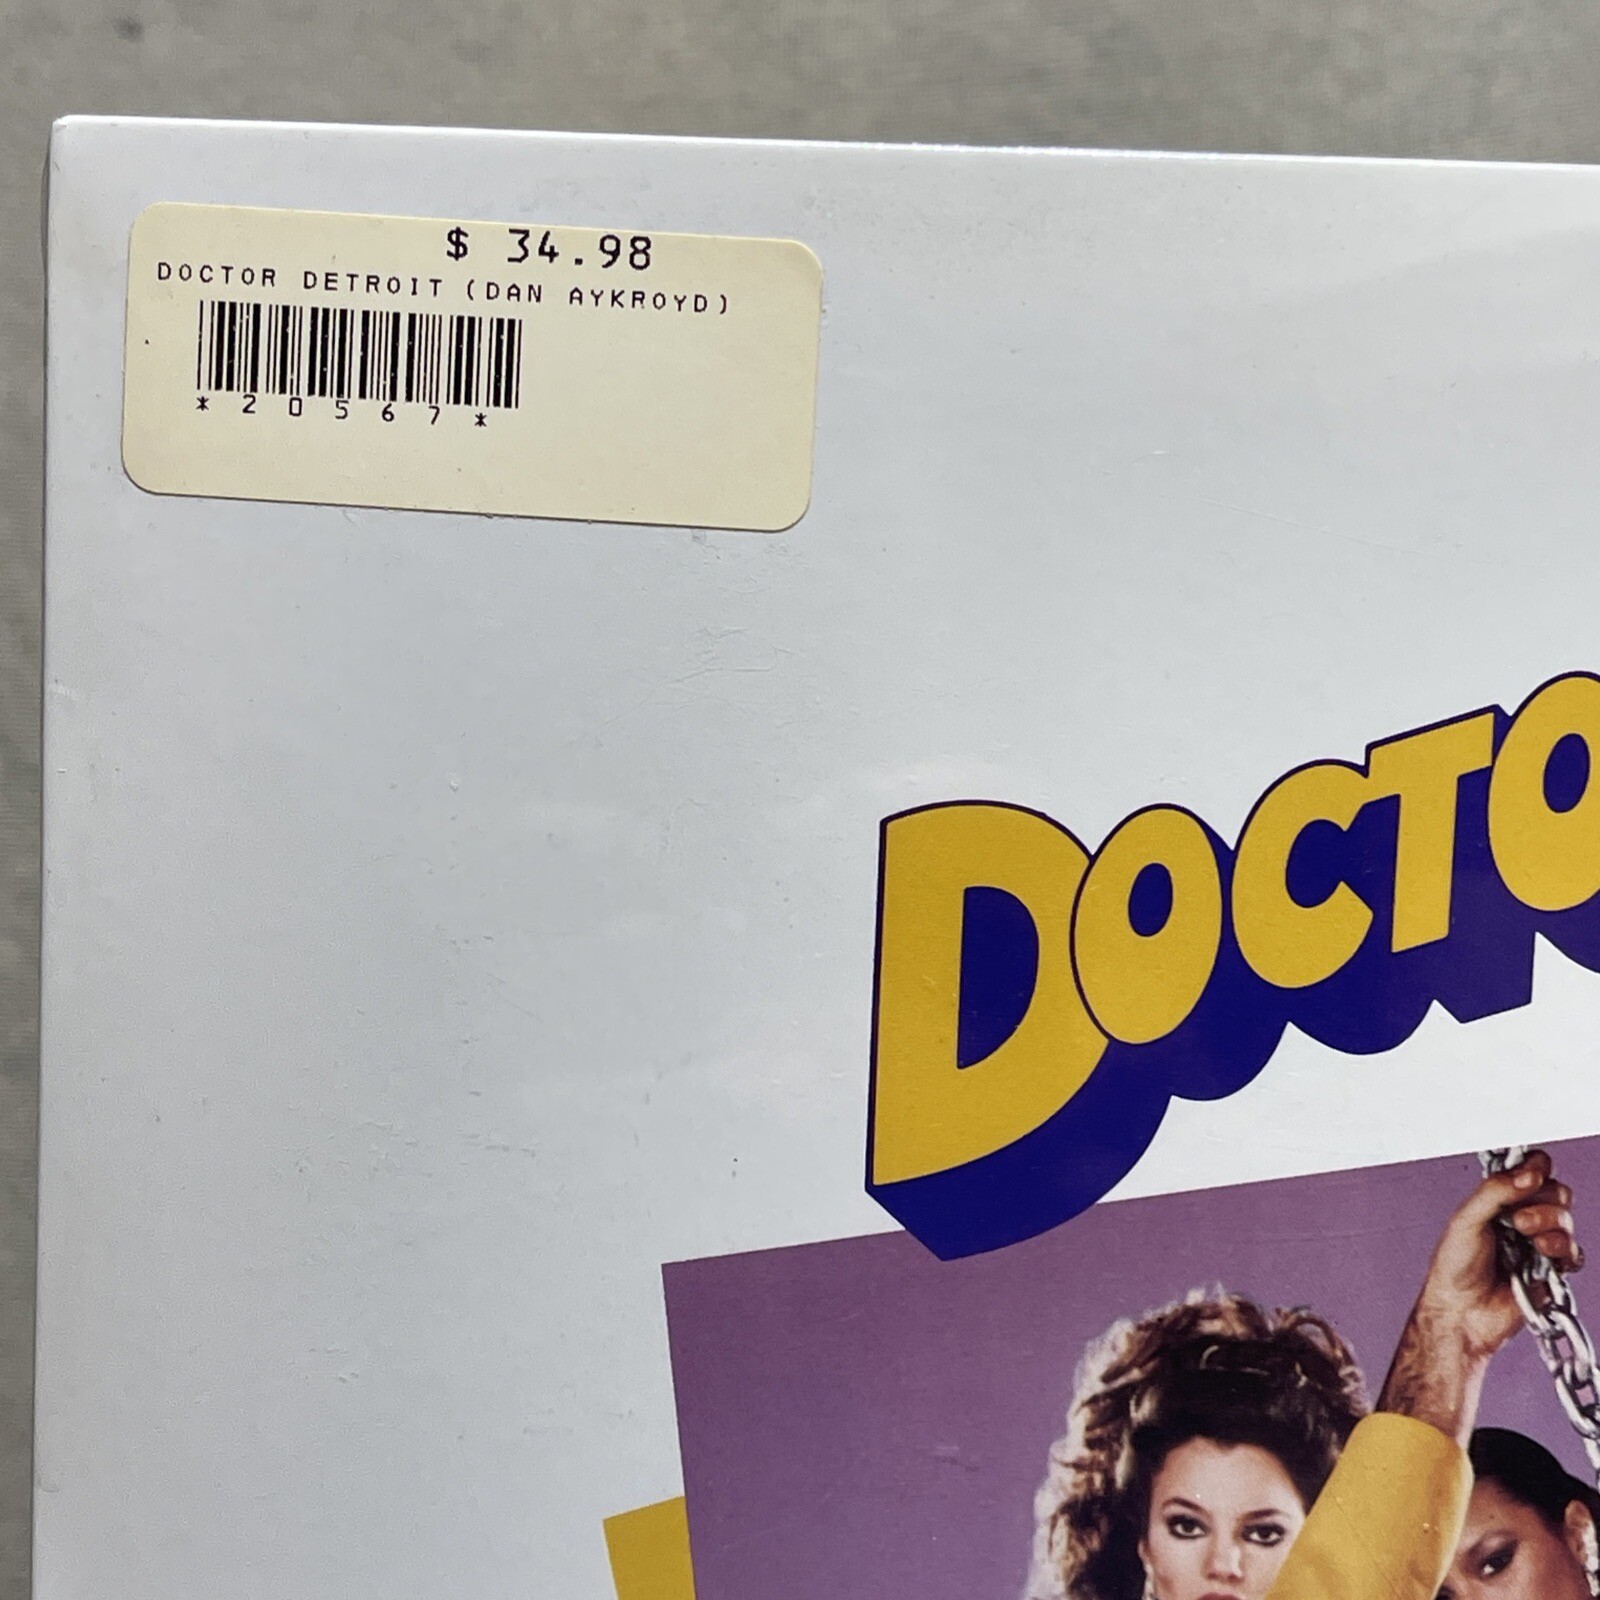 $ 34.98
DOCTOR DETROIT (DAN AYKROYD)
*20567*
DOCTO